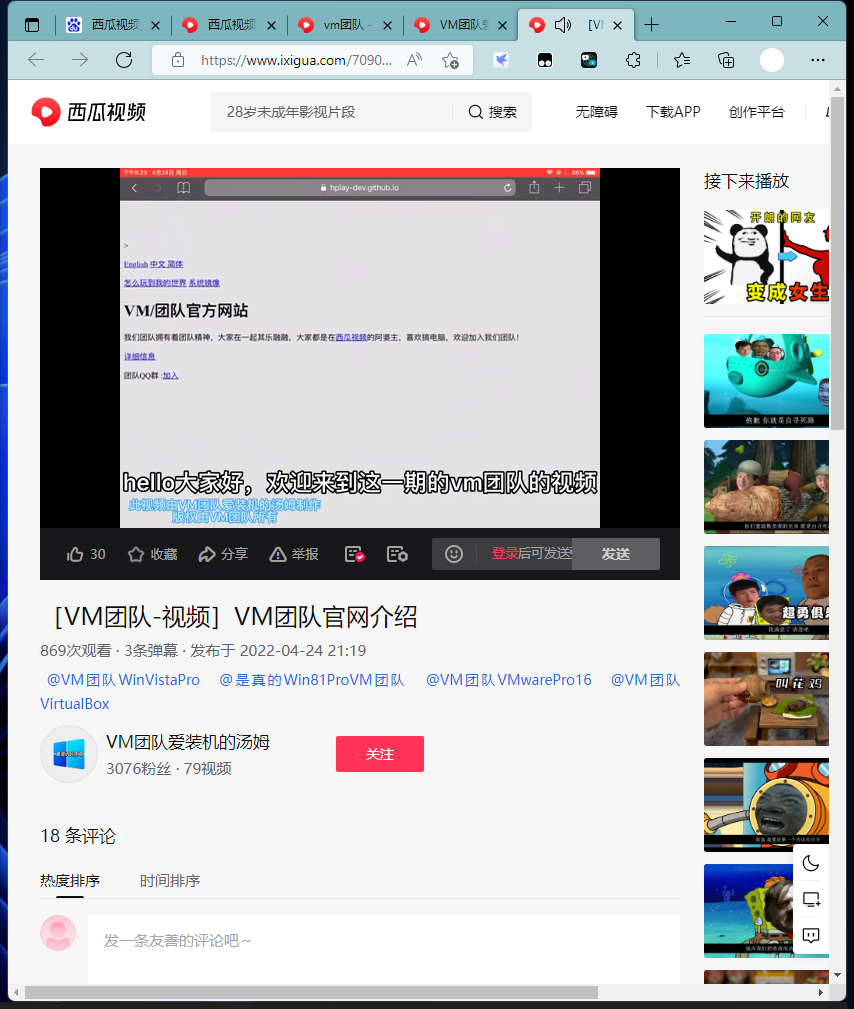 西瓜视频
西瓜视频
vm团队 -
VM团队爱
[VM
https://www.ixigua.com/7090...
西瓜视频
28岁未成年影视片段
搜索
无障碍
下载APP
创作平台
下午8:23 4月24日 周日
86%
hplay-dev.github.io
>
English 中文 简体
怎么玩到我的世界 系统镜像
VM/团队官方网站
我们团队拥有着团队精神，大家在一起其乐融融，大家都是在西瓜视频的阿婆主，喜欢搞电脑，欢迎加入我们团队！
详细信息
团队QQ群 :加入
hello大家好，欢迎来到这一期的vm团队的视频
此视频由VM团队爱装机的汤姆制作
版权由VM团队所有
30
收藏
分享
举报
登录后可发送
发送
［VM团队-视频］VM团队官网介绍
869次观看 · 3条弹幕 · 发布于 2022-04-24 21:19
@VM团队WinVistaPro @是真的Win81ProVM团队 @VM团队VMwarePro16 @VM团队
VirtualBox
VM团队爱装机的汤姆
3076粉丝 · 79视频
关注
18 条评论
热度排序
时间排序
发一条友善的评论吧～
接下来播放
开朗的网友
变成女生
抱歉 你就是自寻死路
超勇俱乐
叫花鸡